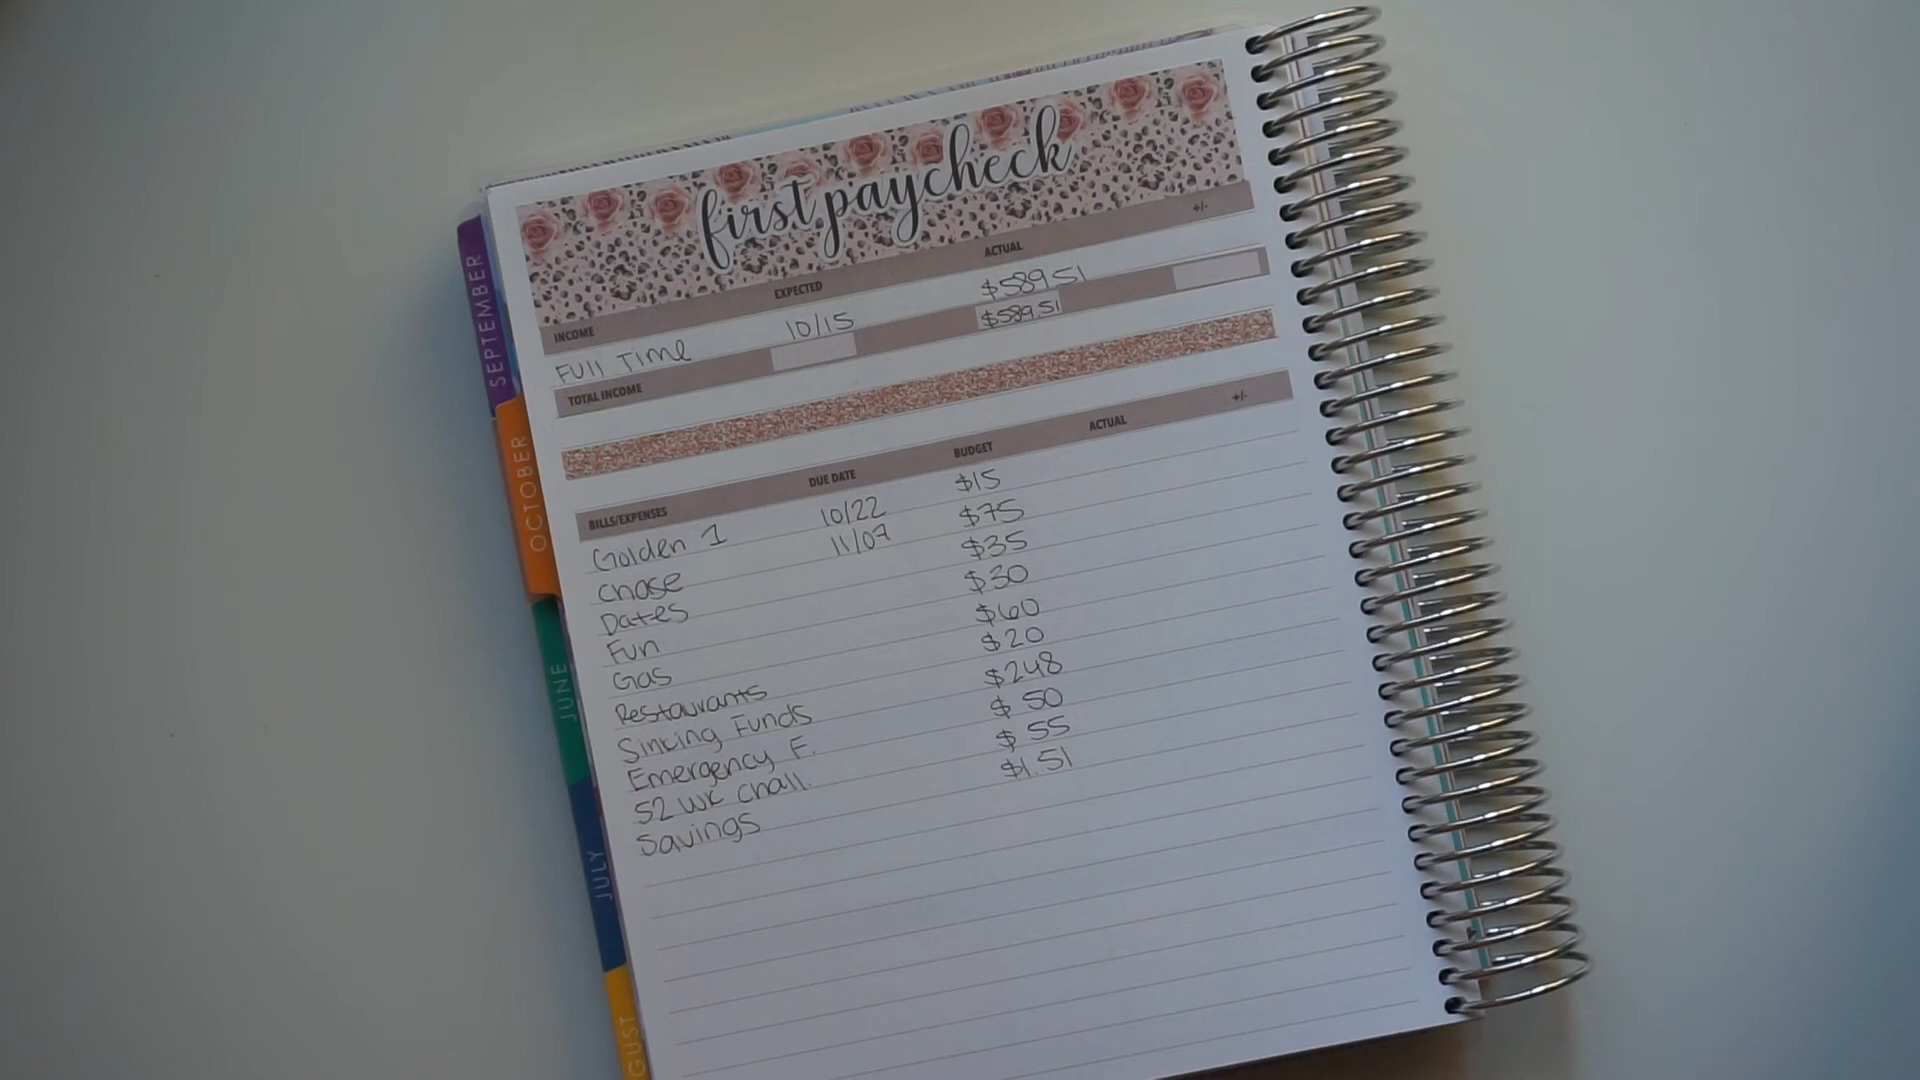 first paycheck
INCOME EXPECTED ACTUAL +/-
Full Time 10/15 $589.51
TOTAL INCOME $589.51
BILLS/EXPENSES DUE DATE BUDGET ACTUAL +/-
Golden 1 10/22 $15
Chase 11/07 $75
Dates $35
Fun $30
Gas $60
Restaurants $20
Sinking Funds $248
Emergency F. $50
52 wk chall. $55
Savings $1.51
SEPTEMBER
OCTOBER
JUNE
JULY
GUST